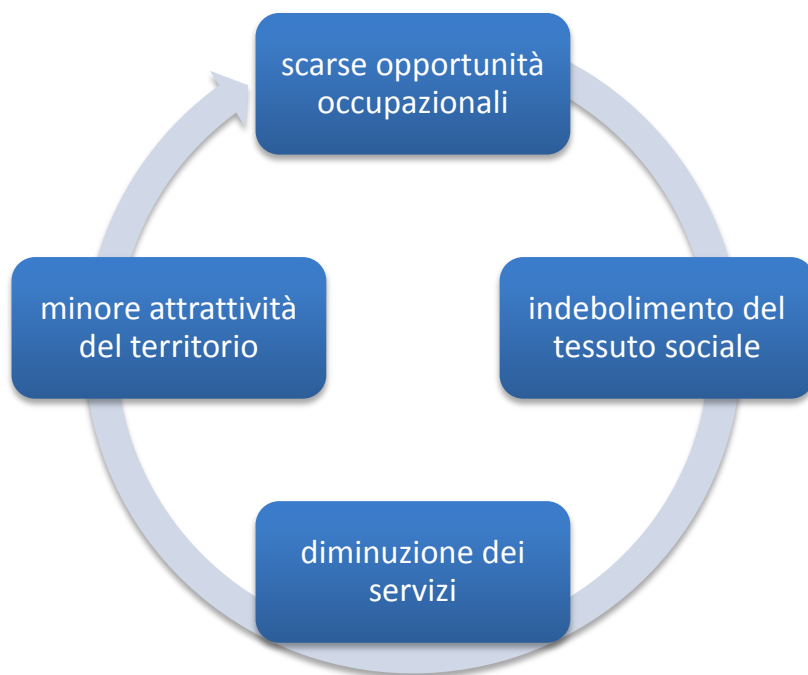 scarse opportunità
occupazionali
indebolimento del
tessuto sociale
diminuzione dei
servizi
minore attrattività
del territorio